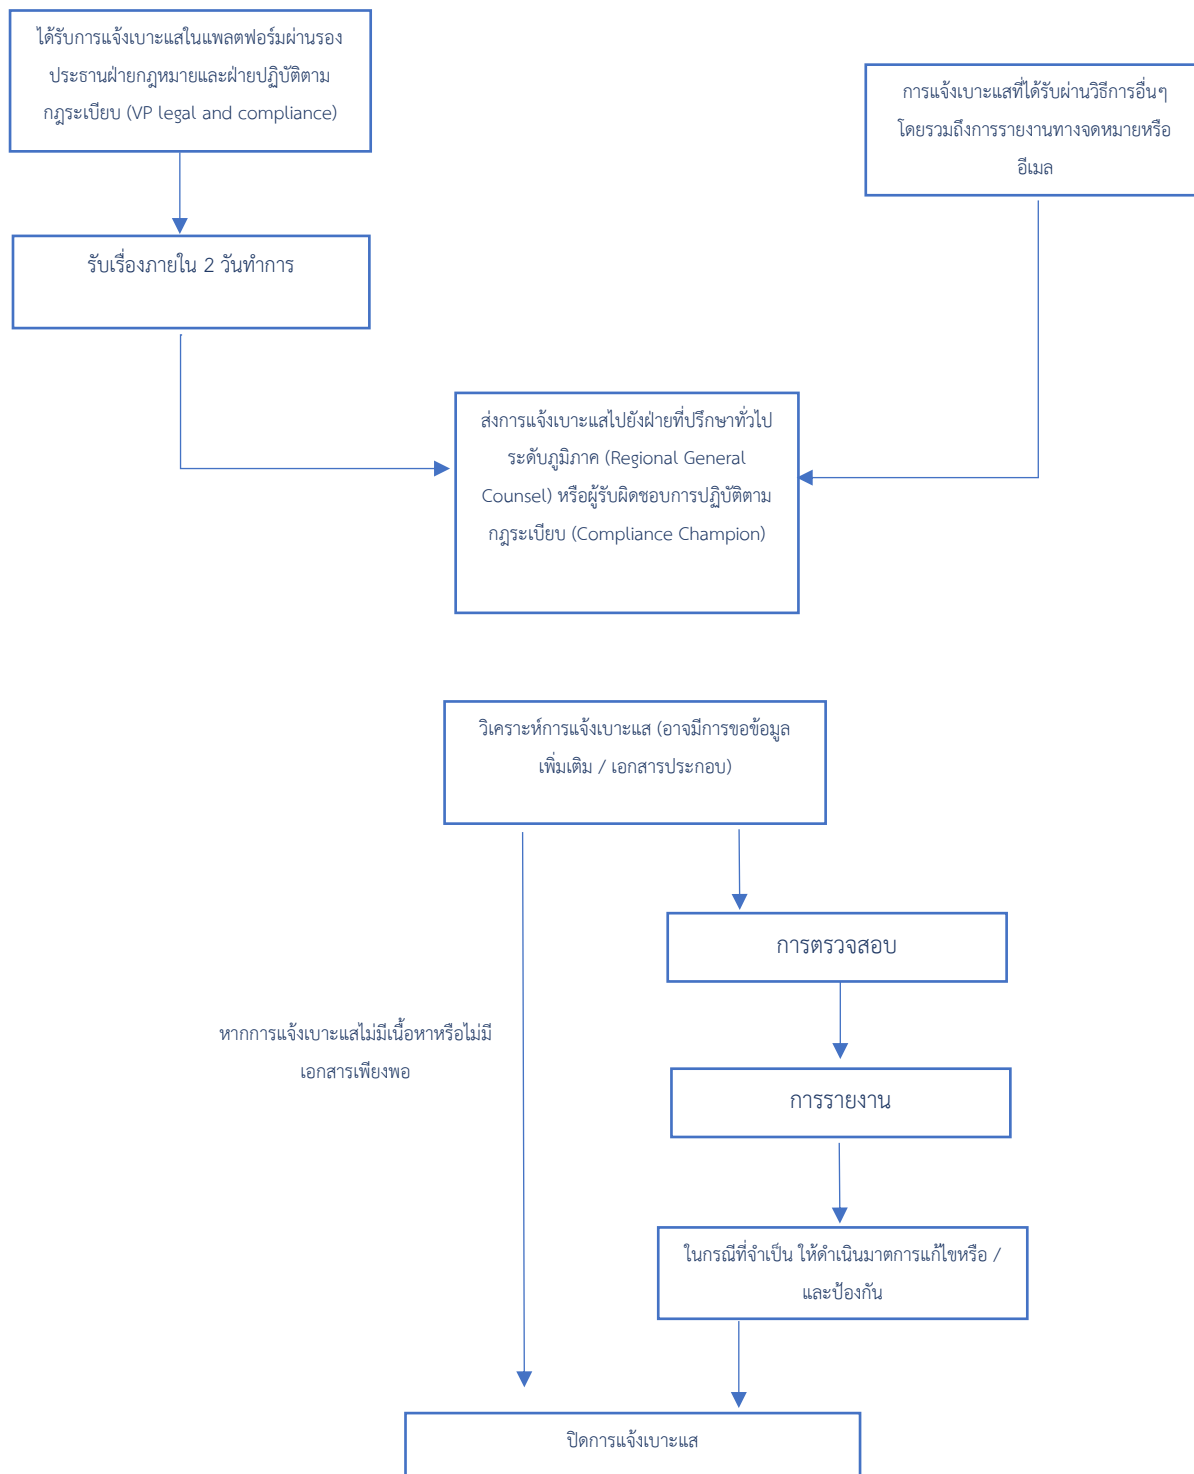 ได้รับการแจ้งเบาะแสในแพลตฟอร์มผ่านรอง
ประธานฝ่ายกฎหมายและฝ่ายปฏิบัติตาม
กฎระเบียบ (VP legal and compliance)
การแจ้งเบาะแสที่ได้รับผ่านวิธีการอื่นๆ
โดยรวมถึงการรายงานทางจดหมายหรือ
อีเมล
รับเรื่องภายใน 2 วันทำการ
ส่งการแจ้งเบาะแสไปยังฝ่ายที่ปรึกษาทั่วไป
ระดับภูมิภาค (Regional General
Counsel) หรือผู้รับผิดชอบการปฏิบัติตาม
กฎระเบียบ (Compliance Champion)
วิเคราะห์การแจ้งเบาะแส (อาจมีการขอข้อมูล
เพิ่มเติม / เอกสารประกอบ)
การตรวจสอบ
หากการแจ้งเบาะแสไม่มีเนื้อหาหรือไม่มี
เอกสารเพียงพอ
การรายงาน
ในกรณีที่จำเป็น ให้ดำเนินมาตการแก้ไขหรือ /
และป้องกัน
ปิดการแจ้งเบาะแส